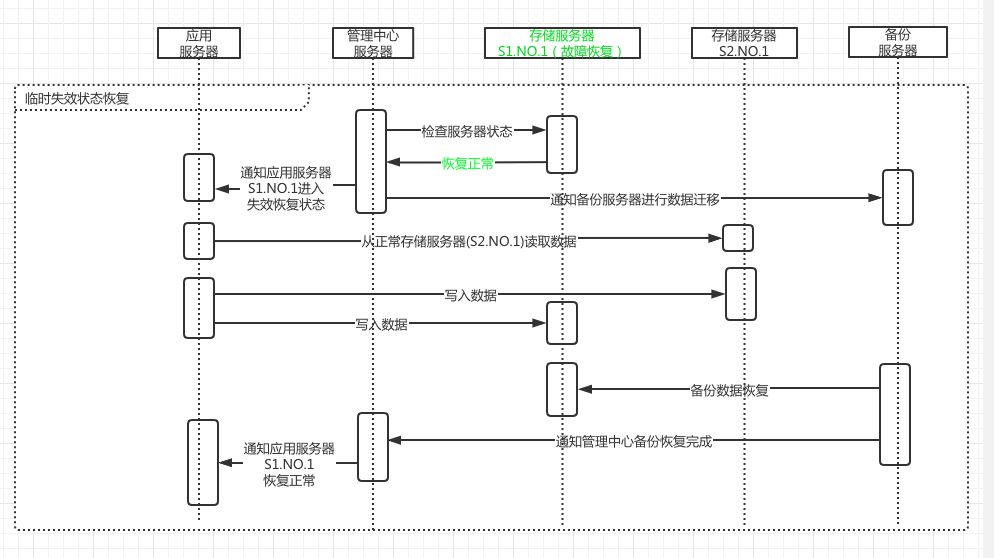 应用
服务器
管理中心
服务器
存储服务器
S1.NO.1（故障恢复）
存储服务器
S2.NO.1
备份
服务器
临时失效状态恢复
检查服务器状态
恢复正常
通知应用服务器
S1.NO.1进入
失效恢复状态
通知备份服务器进行数据迁移
从正常存储服务器(S2.NO.1)读取数据
写入数据
写入数据
备份数据恢复
通知管理中心备份恢复完成
通知应用服务器
S1.NO.1
恢复正常